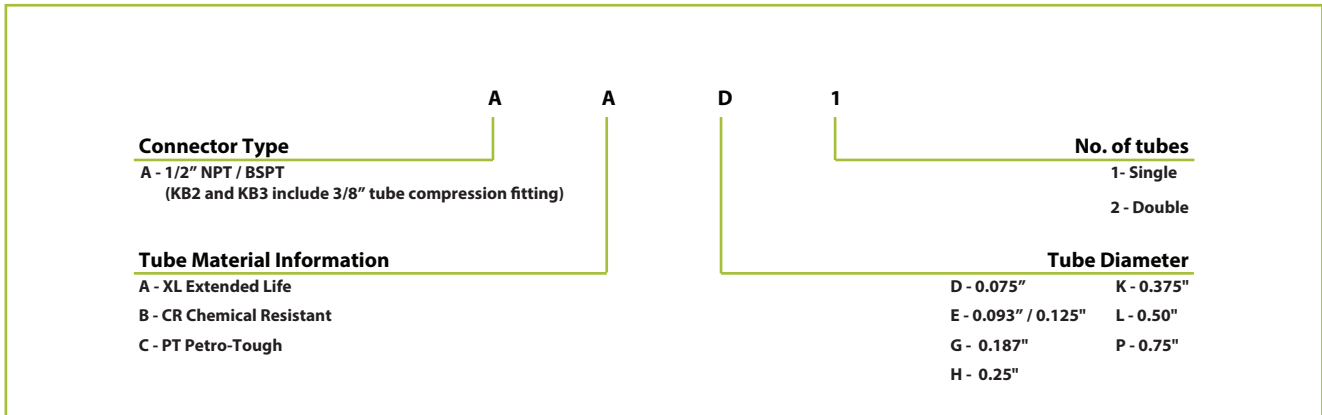 A A D 1
Connector Type
A - 1/2” NPT / BSPT
(KB2 and KB3 include 3/8” tube compression fitting)
No. of tubes
1- Single
2 - Double
Tube Material Information
A - XL Extended Life
B - CR Chemical Resistant
C - PT Petro-Tough
Tube Diameter
D - 0.075” K - 0.375"
E - 0.093” / 0.125" L - 0.50"
G - 0.187" P - 0.75"
H - 0.25"